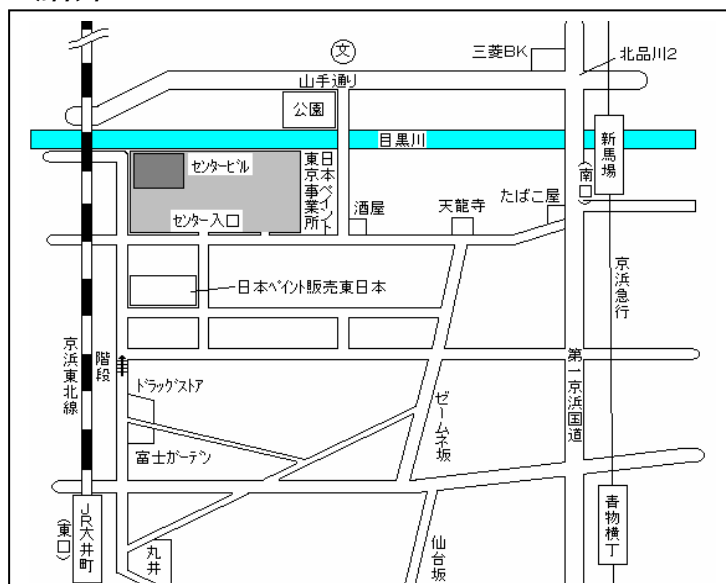 文
三菱BK
北品川2
山手通り
公園
目黒川
新馬場
(南口)
センタービル
日本ペイント
東京事業所
センター入口
酒屋
天龍寺
たばこ屋
日本ペイント販売東日本
京浜急行
京浜東北線
階段
第一京浜国道
ドラッグストア
ゼームス坂
富士ガーデン
JR大井町
(東口)
丸井
仙台坂
青物横丁